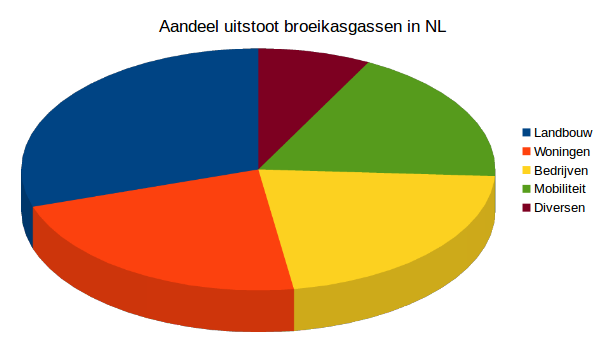 Aandeel uitstoot broeikasgassen in NL
Landbouw
Woningen
Bedrijven
Mobiliteit
Diversen